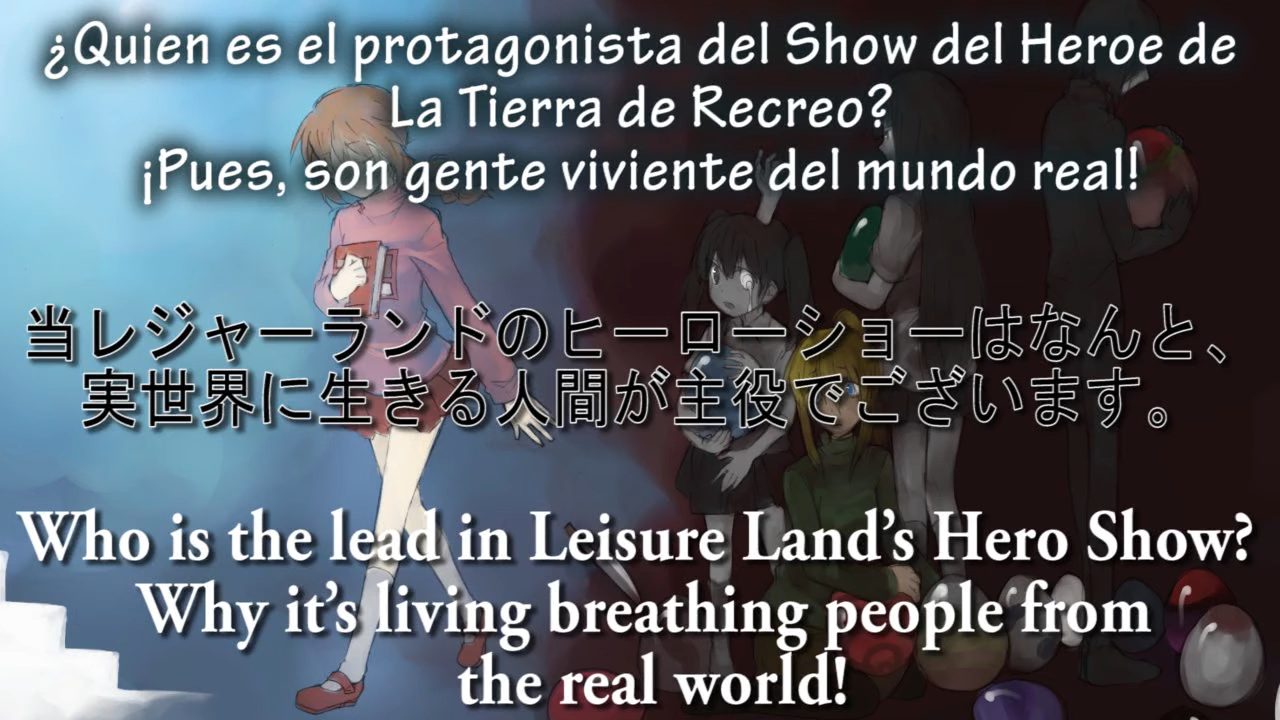 ¿Quien es el protagonista del Show del Heroe de
La Tierra de Recreo?
¡Pues, son gente viviente del mundo real!
当レジャーランドのヒーローショーはなんと、
実世界に生きる人間が主役でございます。
Who is the lead in Leisure Land's Hero Show?
Why it's living breathing people from
the real world!